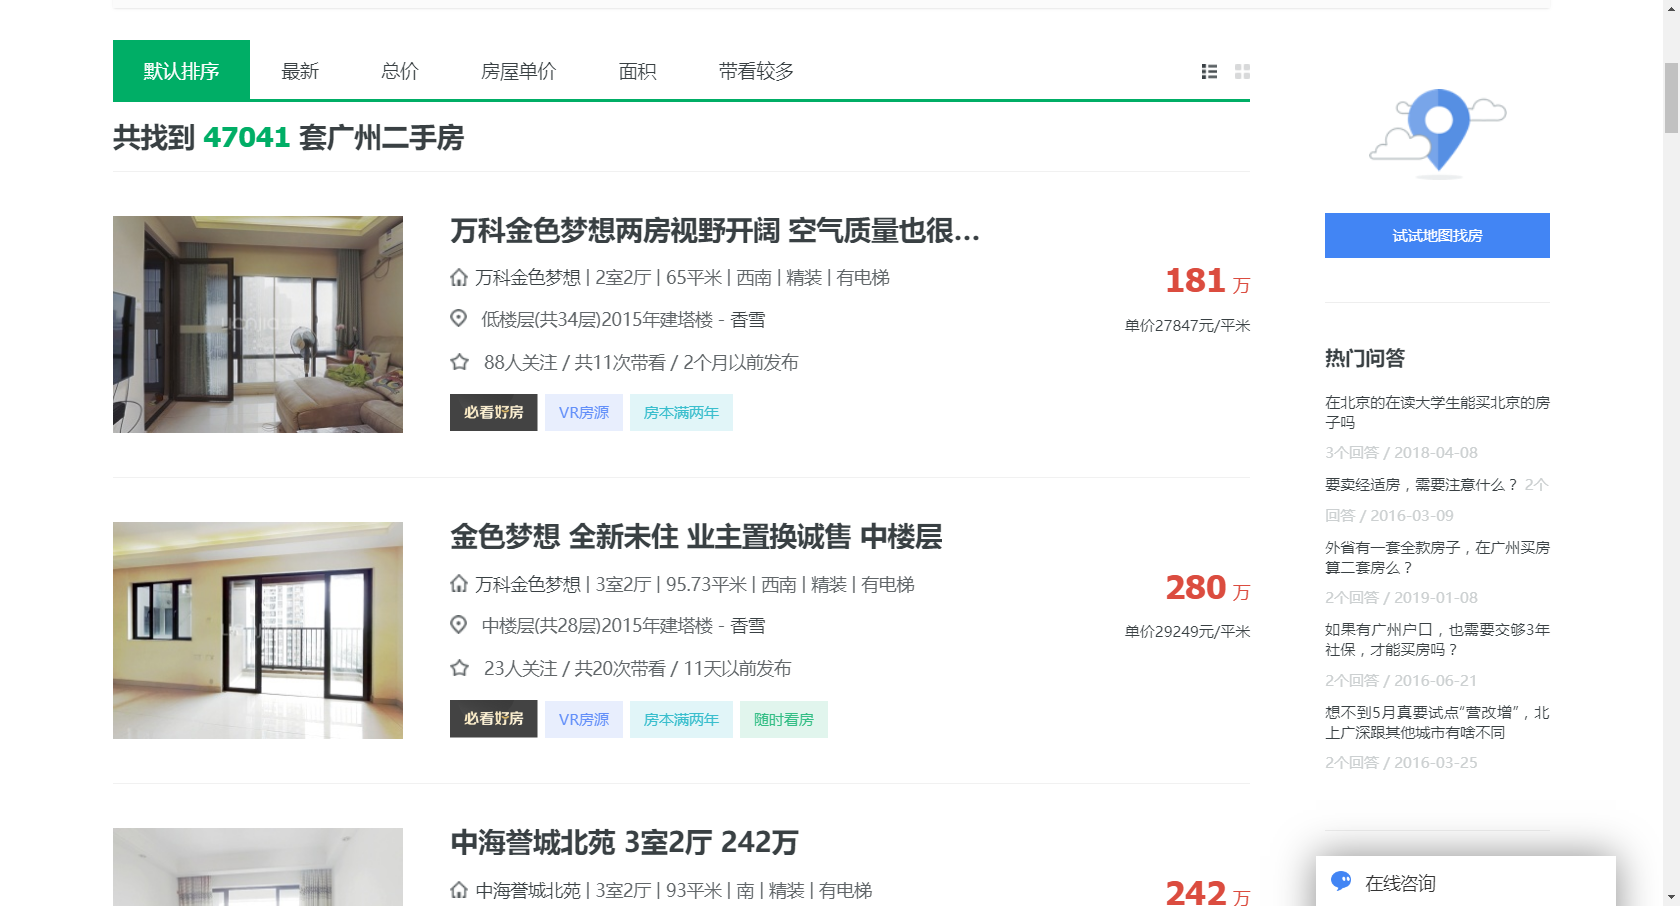 默认排序 最新 总价 房屋单价 面积 带看较多
共找到 47041 套广州二手房
万科金色梦想两房视野开阔 空气质量也很...
万科金色梦想 | 2室2厅 | 65平米 | 西南 | 精装 | 有电梯
181 万
低楼层(共34层)2015年建塔楼 - 香雪
单价27847元/平米
88人关注 / 共11次带看 / 2个月以前发布
必看好房 VR房源 房本满两年
金色梦想 全新未住 业主置换诚售 中楼层
万科金色梦想 | 3室2厅 | 95.73平米 | 西南 | 精装 | 有电梯
280 万
中楼层(共28层)2015年建塔楼 - 香雪
单价29249元/平米
23人关注 / 共20次带看 / 11天以前发布
必看好房 VR房源 房本满两年 随时看房
中海誉城北苑 3室2厅 242万
中海誉城北苑 | 3室2厅 | 93平米 | 南 | 精装 | 有电梯
242 万
试试地图找房
热门问答
在北京的在读大学生能买北京的房
子吗
3个回答 / 2018-04-08
要卖经适房，需要注意什么？ 2个
回答 / 2016-03-09
外省有一套全款房子，在广州买房
算二套房么？
2个回答 / 2019-01-08
如果有广州户口，也需要交够3年
社保，才能买房吗？
2个回答 / 2016-06-21
想不到5月真要试点“营改增”，北
上广深跟其他城市有啥不同
2个回答 / 2016-03-25
在线咨询